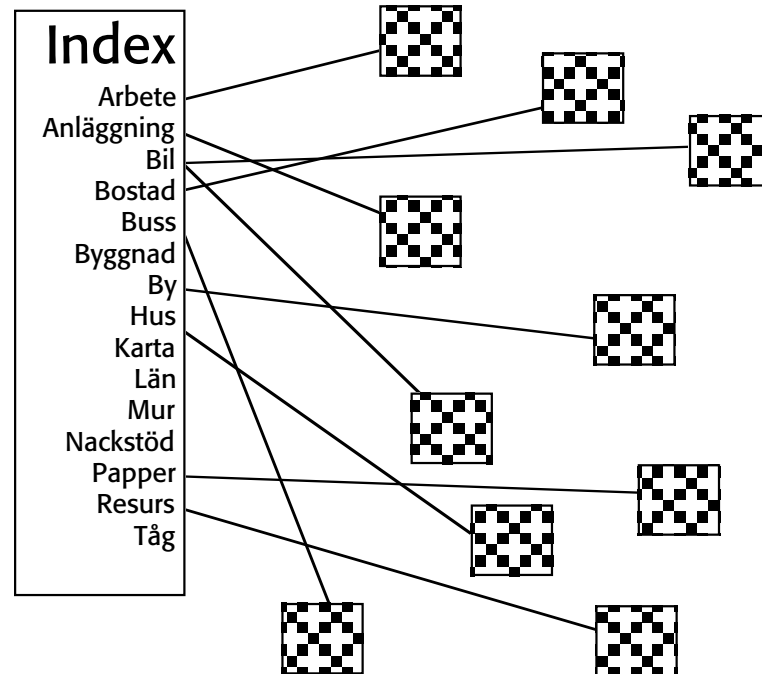 Index
Arbete
Anläggning
Bil
Bostad
Buss
Byggnad
By
Hus
Karta
Län
Mur
Nackstöd
Papper
Resurs
Tåg